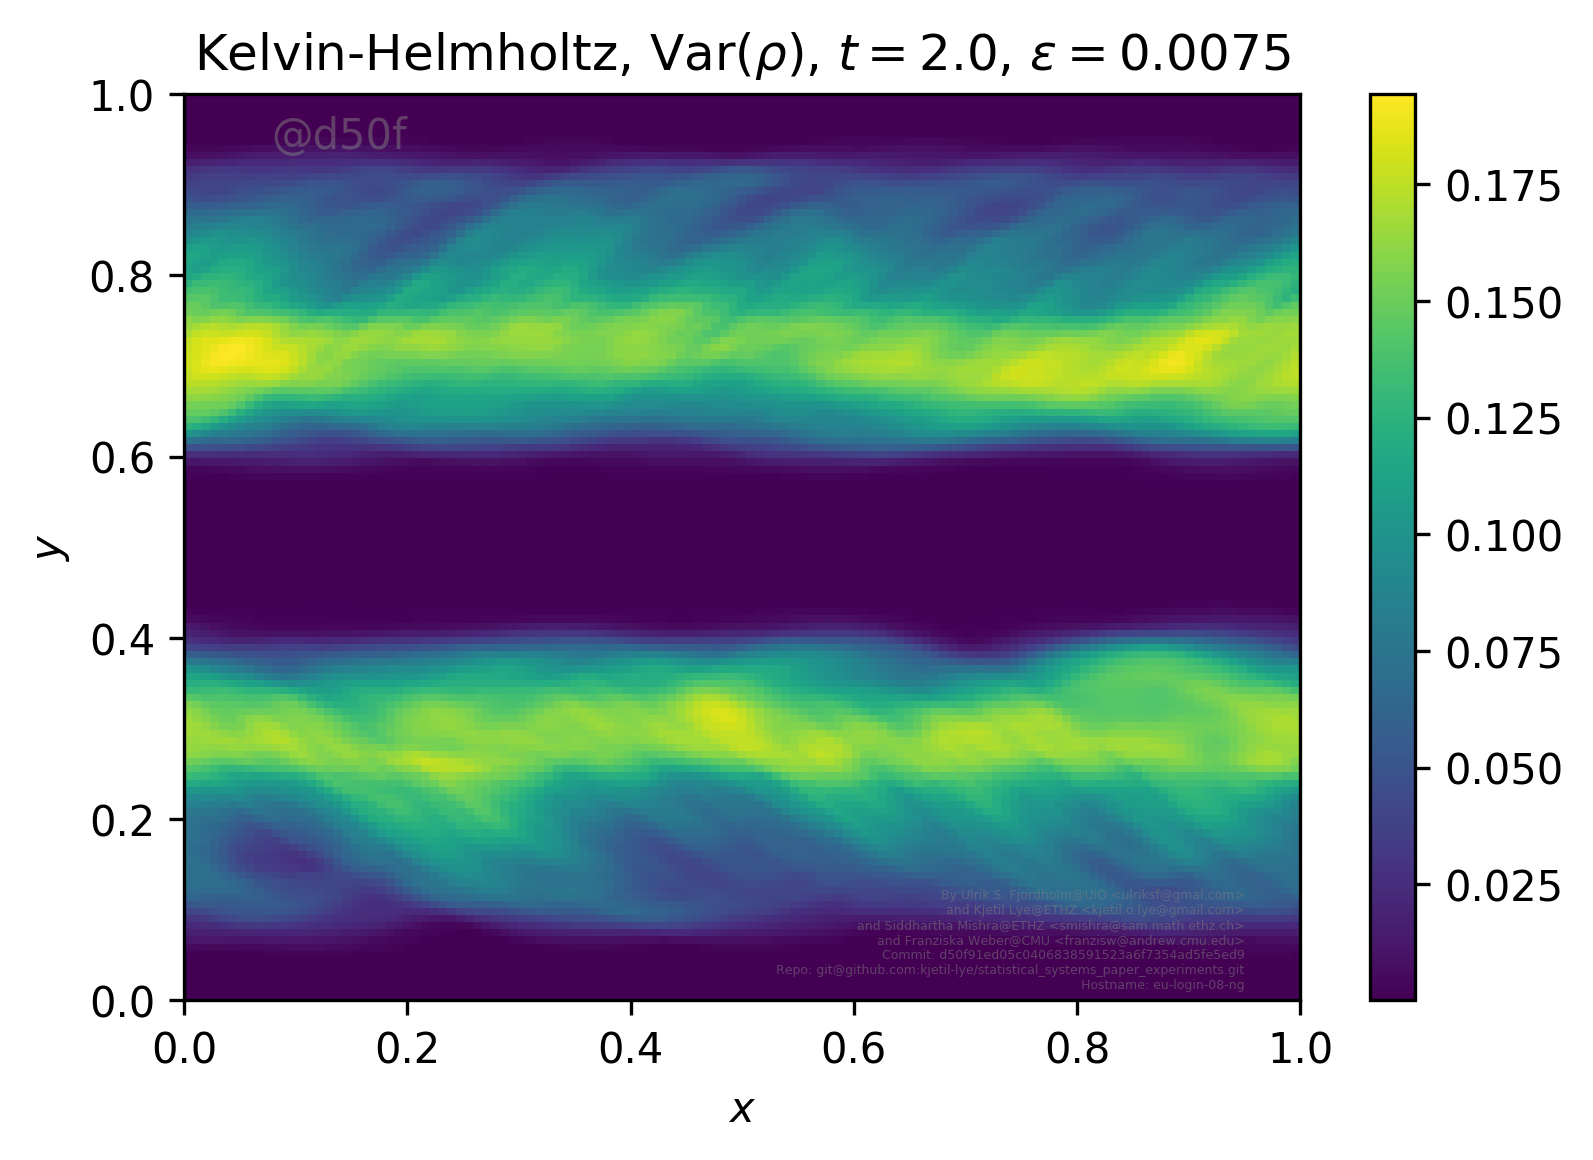 Kelvin-Helmholtz, Var(ρ), t = 2.0, ε = 0.0075
@d50f
1.0
0.8
0.6
0.4
0.2
0.0
y
0.0 0.2 0.4 0.6 0.8 1.0
x
0.175
0.150
0.125
0.100
0.075
0.050
0.025
By Ulrik S. Fjordholm@UiO <ulriksf@gmal.com>
and Kjetil Lye@ETHZ <kjetil.o.lye@gmail.com>
and Siddhartha Mishra@ETHZ <smishra@sam.math.ethz.ch>
and Franziska Weber@CMU <franzisw@andrew.cmu.edu>
Commit: d50f91ed05c0406838591523a6f7354ad5fe5ed9
Repo: git@github.com:kjetil-lye/statistical_systems_paper_experiments.git
Hostname: eu-login-08-ng